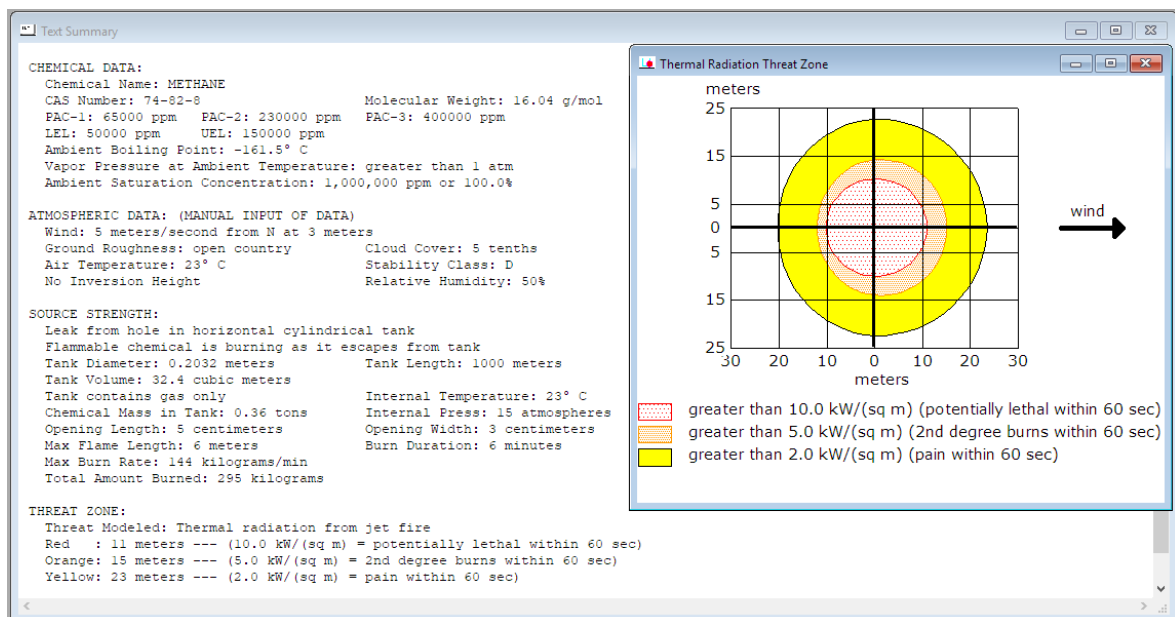 Text Summary
CHEMICAL DATA:
Chemical Name: METHANE
CAS Number: 74-82-8 Molecular Weight: 16.04 g/mol
PAC-1: 65000 ppm PAC-2: 230000 ppm PAC-3: 400000 ppm
LEL: 50000 ppm UEL: 150000 ppm
Ambient Boiling Point: -161.5° C
Vapor Pressure at Ambient Temperature: greater than 1 atm
Ambient Saturation Concentration: 1,000,000 ppm or 100.0%
ATMOSPHERIC DATA: (MANUAL INPUT OF DATA)
Wind: 5 meters/second from N at 3 meters
Ground Roughness: open country Cloud Cover: 5 tenths
Air Temperature: 23° C Stability Class: D
No Inversion Height Relative Humidity: 50%
SOURCE STRENGTH:
Leak from hole in horizontal cylindrical tank
Flammable chemical is burning as it escapes from tank
Tank Diameter: 0.2032 meters Tank Length: 1000 meters
Tank Volume: 32.4 cubic meters
Tank contains gas only Internal Temperature: 23° C
Chemical Mass in Tank: 0.36 tons Internal Press: 15 atmospheres
Opening Length: 5 centimeters Opening Width: 3 centimeters
Max Flame Length: 6 meters Burn Duration: 6 minutes
Max Burn Rate: 144 kilograms/min
Total Amount Burned: 295 kilograms
THREAT ZONE:
Threat Modeled: Thermal radiation from jet fire
Red : 11 meters --- (10.0 kW/(sq m) = potentially lethal within 60 sec)
Orange: 15 meters --- (5.0 kW/(sq m) = 2nd degree burns within 60 sec)
Yellow: 23 meters --- (2.0 kW/(sq m) = pain within 60 sec)
Thermal Radiation Threat Zone
meters
25
15
5
0
5
15
25
30 20 10 0 10 20 30
meters
wind
greater than 10.0 kW/(sq m) (potentially lethal within 60 sec)
greater than 5.0 kW/(sq m) (2nd degree burns within 60 sec)
greater than 2.0 kW/(sq m) (pain within 60 sec)